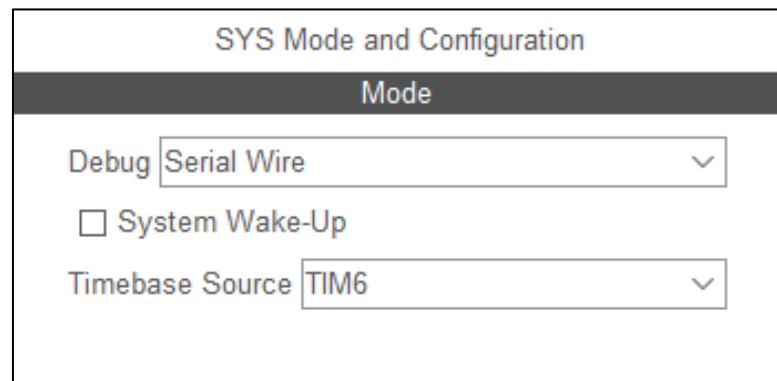 SYS Mode and Configuration
Mode
Debug Serial Wire
System Wake-Up
Timebase Source TIM6